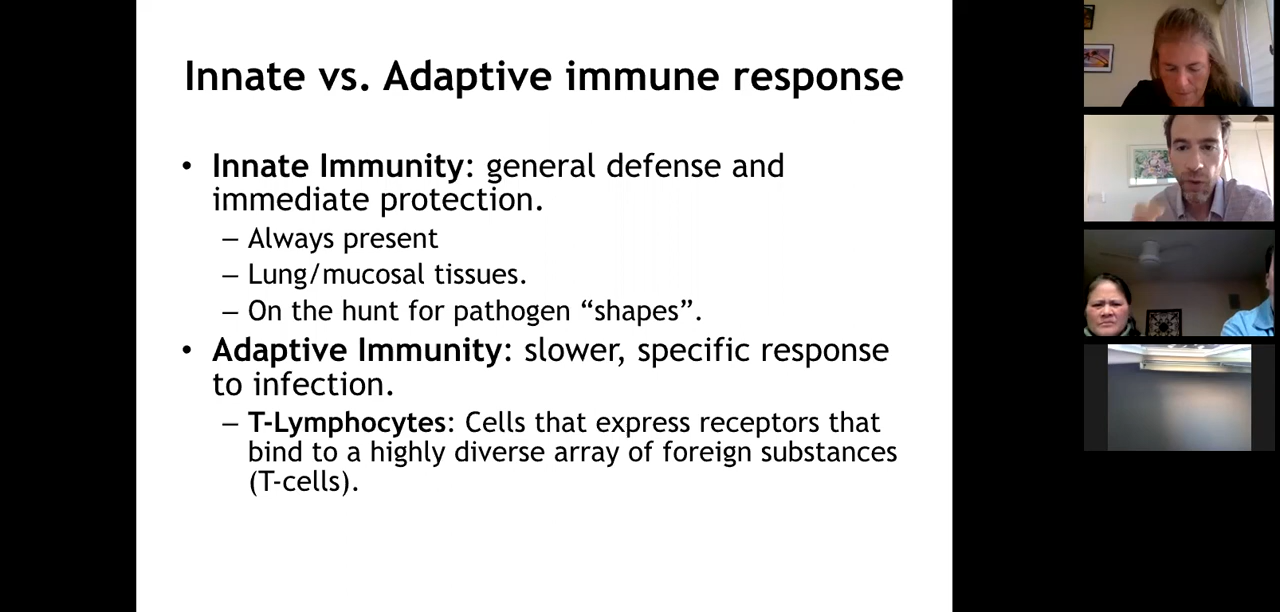 Innate vs. Adaptive immune response
• Innate Immunity: general defense and
immediate protection.
– Always present
– Lung/mucosal tissues.
– On the hunt for pathogen “shapes”.
• Adaptive Immunity: slower, specific response
to infection.
– T-Lymphocytes: Cells that express receptors that
bind to a highly diverse array of foreign substances
(T-cells).